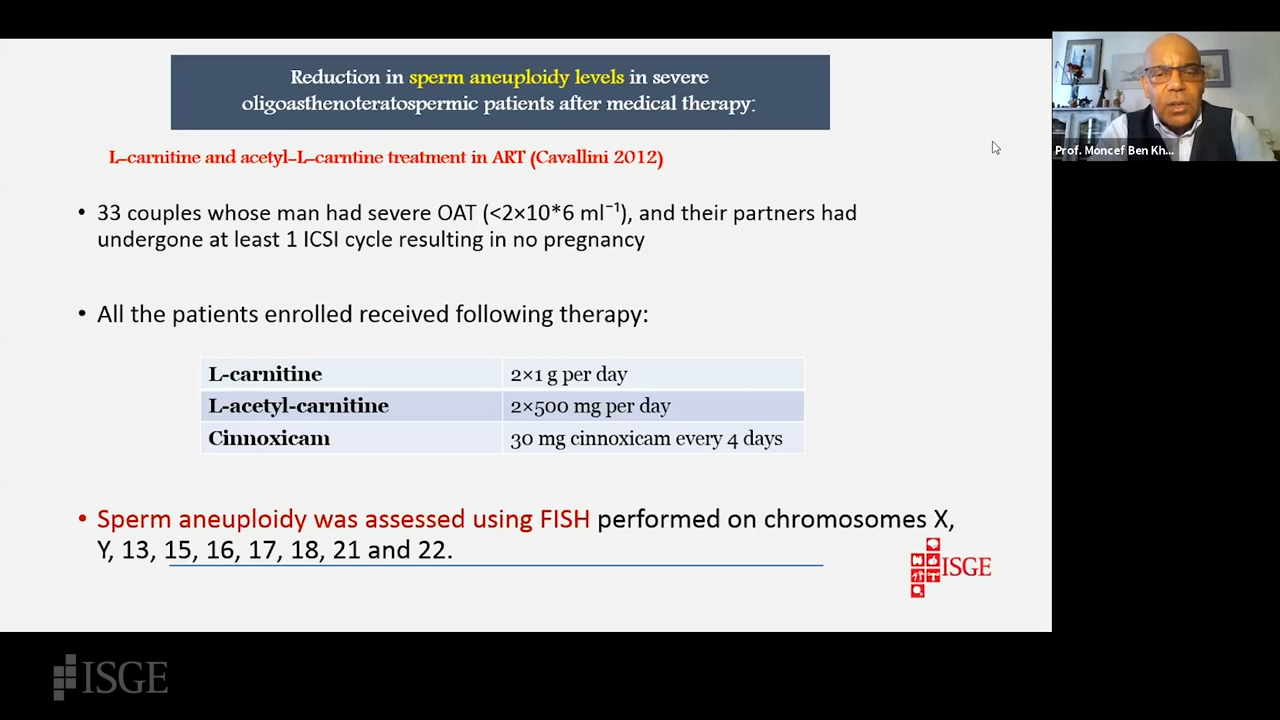 Reduction in sperm aneuploidy levels in severe
oligoasthenoteratospermic patients after medical therapy:
L-carnitine and acetyl-L-carntine treatment in ART (Cavallini 2012)
• 33 couples whose man had severe OAT (<2×10*6 ml⁻¹), and their partners had
undergone at least 1 ICSI cycle resulting in no pregnancy
• All the patients enrolled received following therapy:
L-carnitine 2×1 g per day
L-acetyl-carnitine 2×500 mg per day
Cinnoxicam 30 mg cinnoxicam every 4 days
• Sperm aneuploidy was assessed using FISH performed on chromosomes X,
Y, 13, 15, 16, 17, 18, 21 and 22.
ISGE
Prof. Moncef Ben Kh...
ISGE